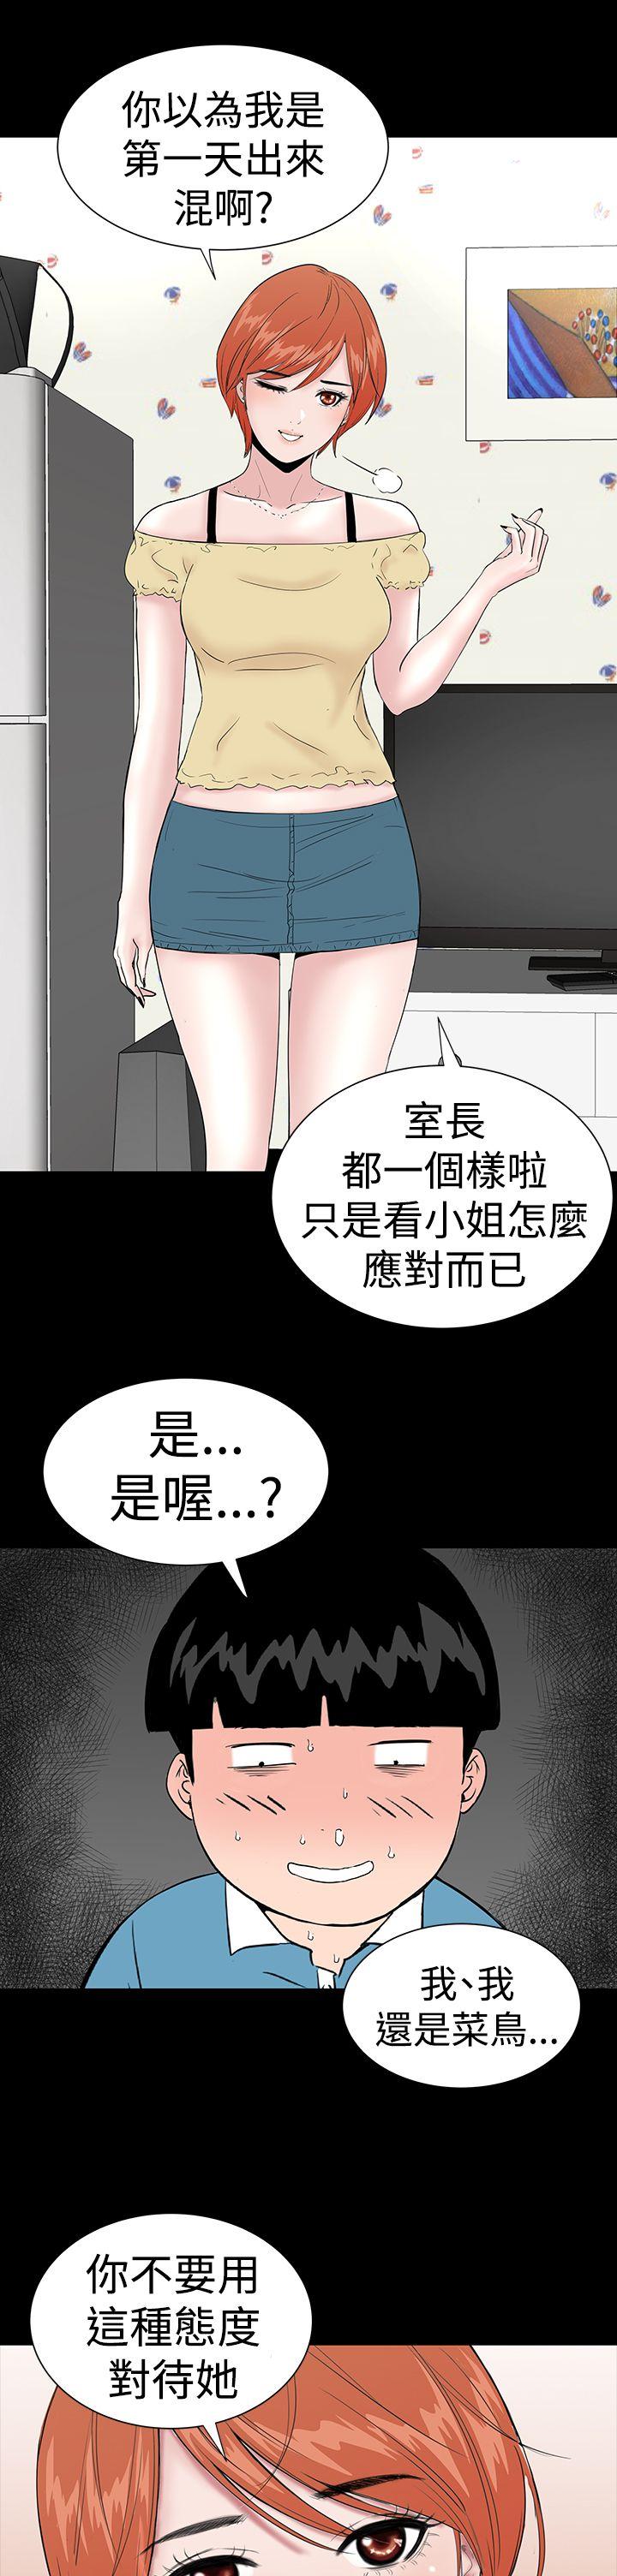 你以為我是
第一天出來
混啊?
室長
都一個樣啦
只是看小姐怎麼
應對而已
是...
是喔...?
我、我
還是菜鳥...
你不要用
這種態度
對待她